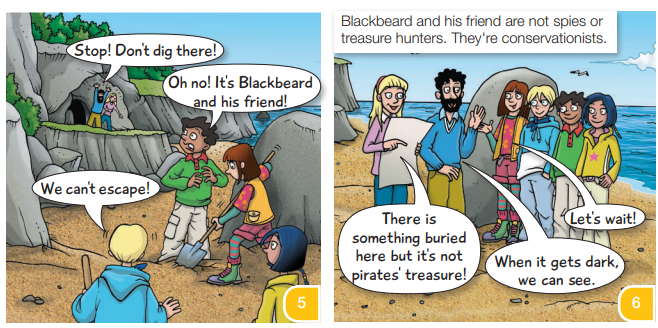 Stop! Don't dig there!
Oh no! It's Blackbeard
and his friend!
We can't escape!
5
Blackbeard and his friend are not spies or
treasure hunters. They're conservationists.
There is
something buried
here but it's not
pirates' treasure!
When it gets dark,
we can see.
Let's wait!
6